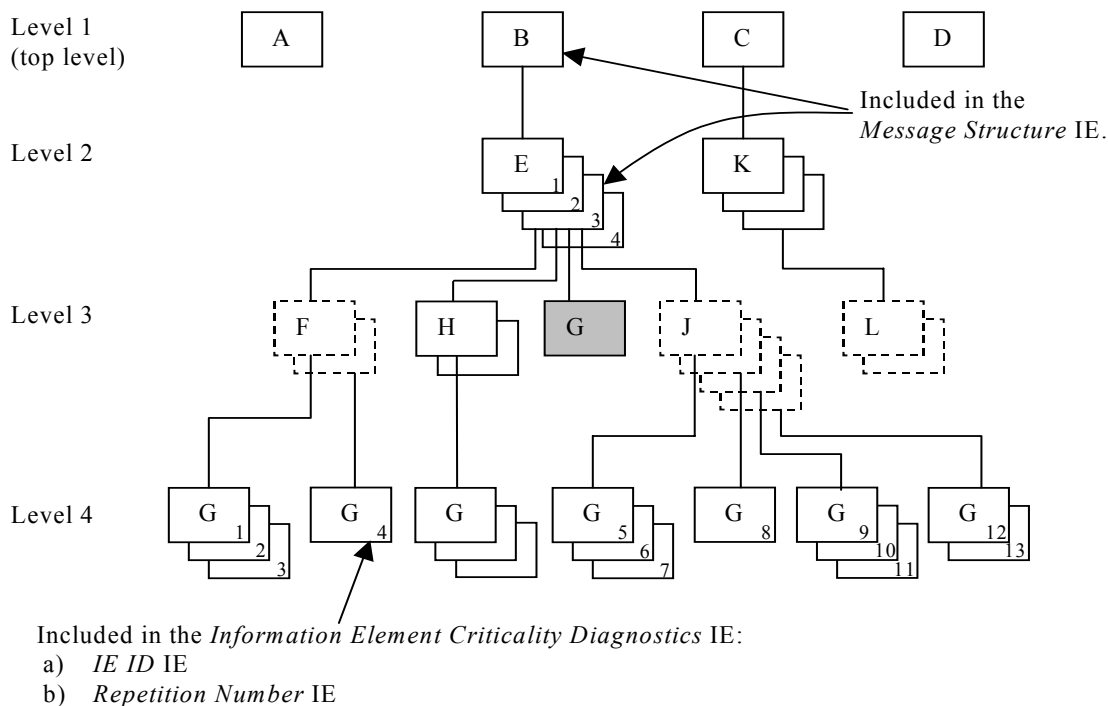 Level 1
(top level)
A
B
C
D
Included in the
Message Structure IE.
Level 2
E
1
2
3
4
K
Level 3
F
H
G
J
L
Level 4
G
1
2
3
G
4
G
G
5
6
7
G
8
G
9
10
11
G
12
13
Included in the Information Element Criticality Diagnostics IE:
a) IE ID IE
b) Repetition Number IE